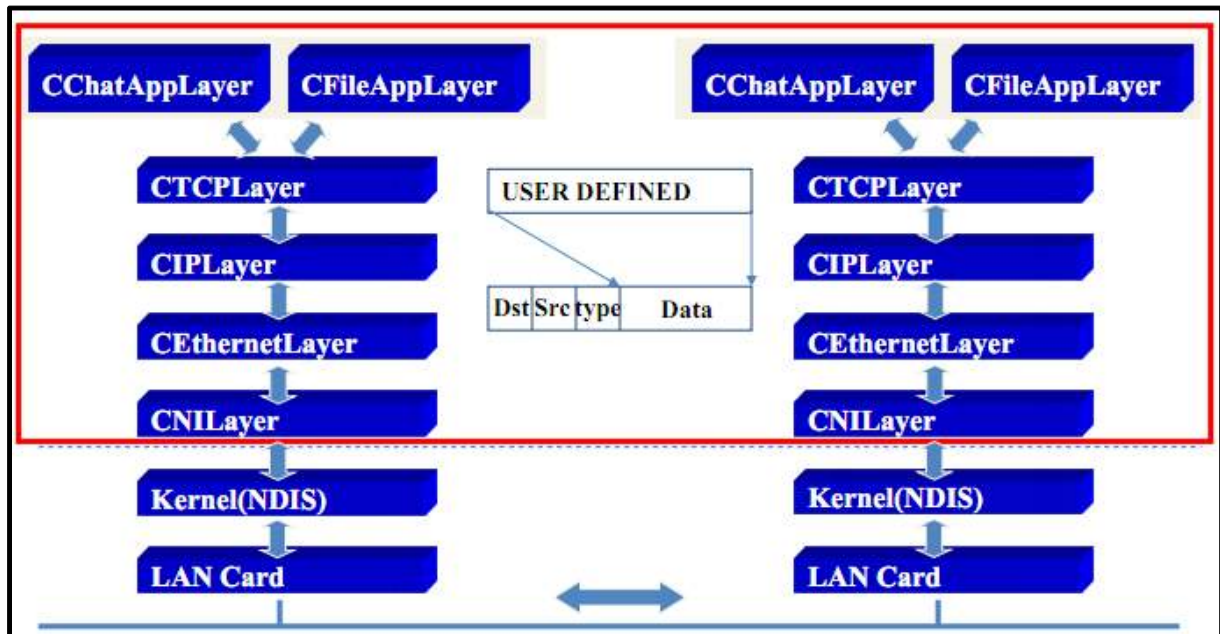 CChatAppLayer
CFileAppLayer
CTCPLayer
CIPLayer
CEthernetLayer
CNILayer
Kernel(NDIS)
LAN Card
USER DEFINED
Dst Src type Data
CChatAppLayer
CFileAppLayer
CTCPLayer
CIPLayer
CEthernetLayer
CNILayer
Kernel(NDIS)
LAN Card